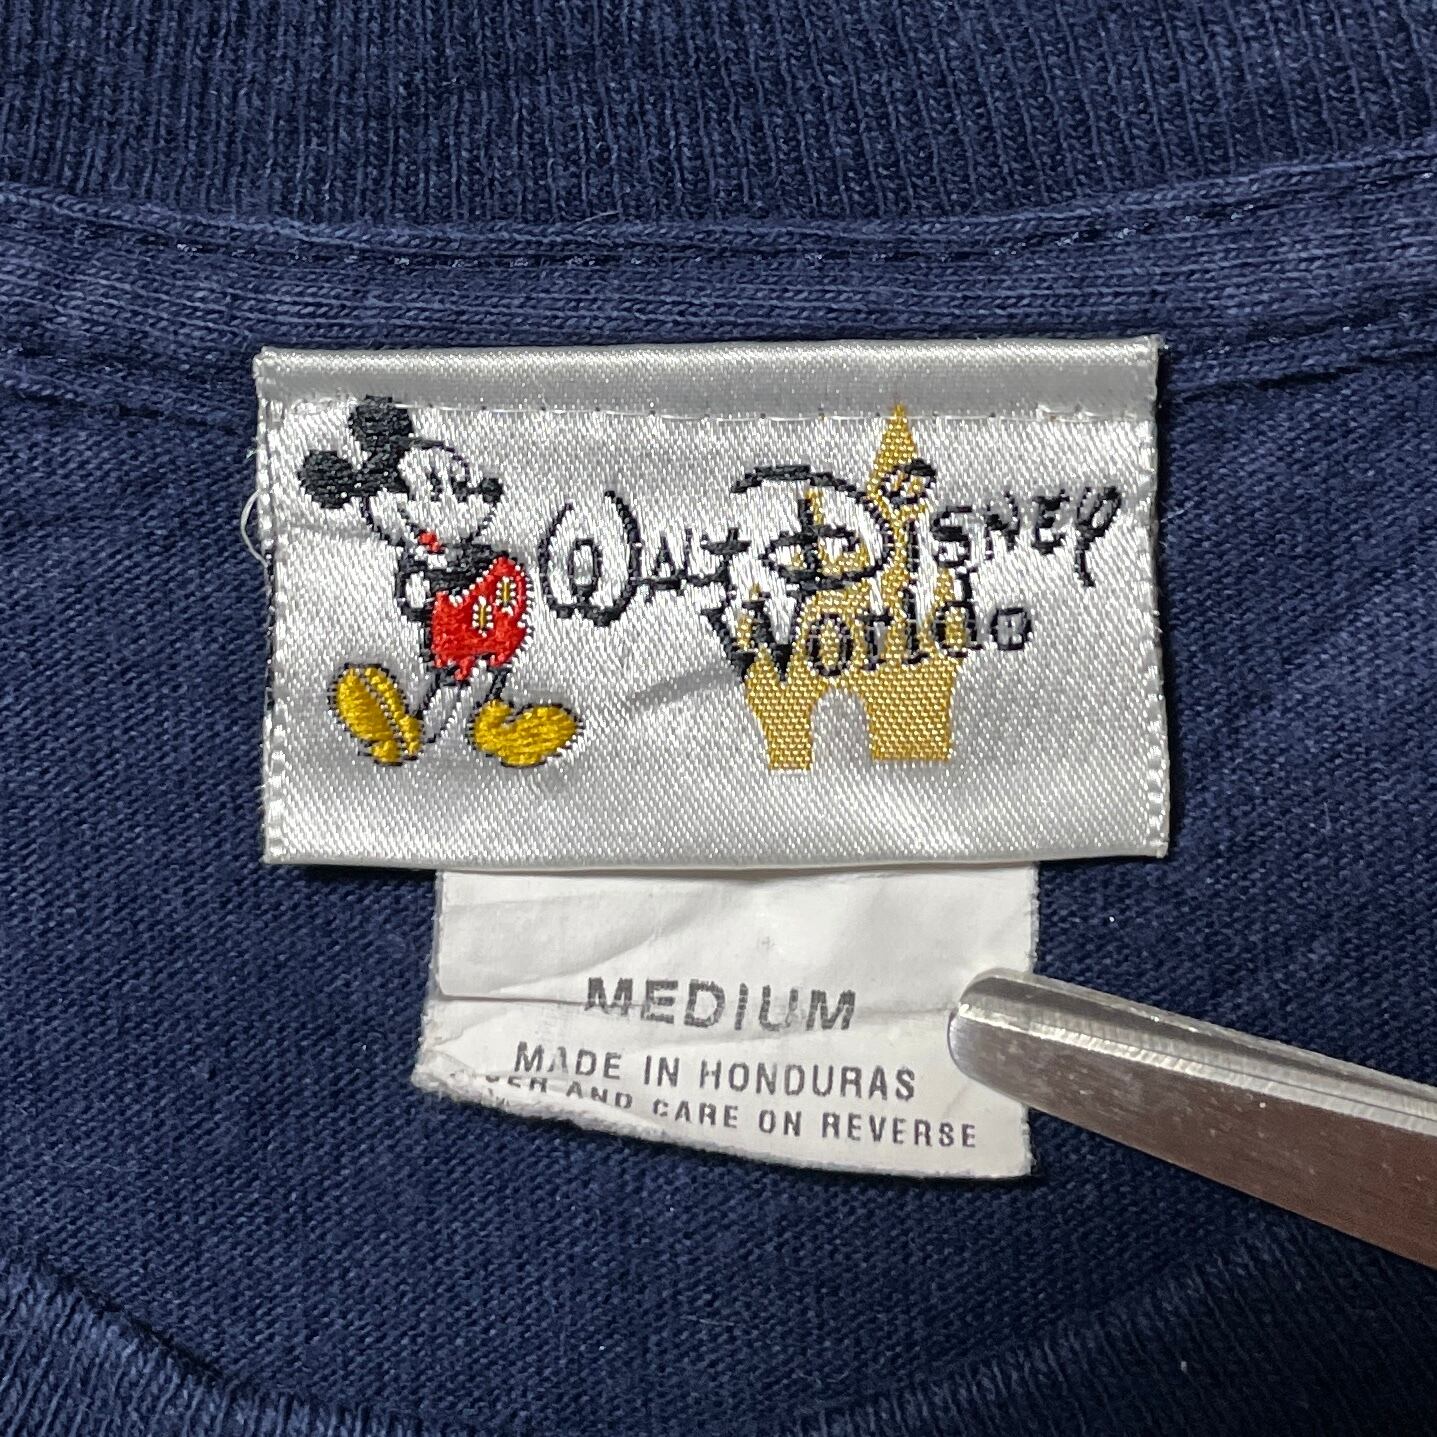 Walt Disney
World®
MEDIUM
MADE IN HONDURAS
AND CARE ON REVERSE